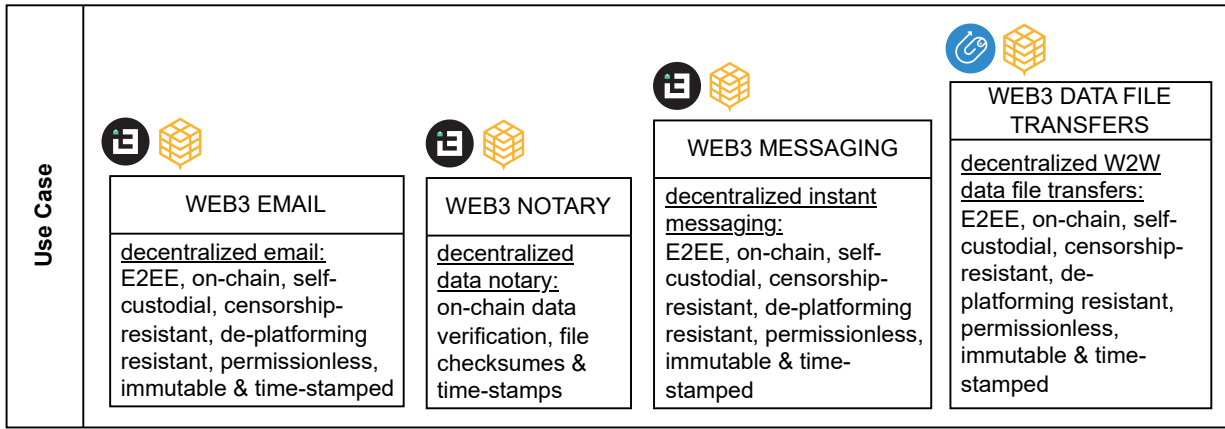 Use Case
WEB3 EMAIL
decentralized email:
E2EE, on-chain, self-
custodial, censorship-
resistant, de-platforming
resistant, permissionless,
immutable & time-stamped
WEB3 NOTARY
decentralized
data notary:
on-chain data
verification, file
checksumes &
time-stamps
WEB3 MESSAGING
decentralized instant
messaging:
E2EE, on-chain, self-
custodial, censorship-
resistant, de-platforming
resistant, permissionless,
immutable & time-
stamped
WEB3 DATA FILE
TRANSFERS
decentralized W2W
data file transfers:
E2EE, on-chain, self-
custodial, censorship-
resistant, de-
platforming resistant,
permissionless,
immutable & time-
stamped